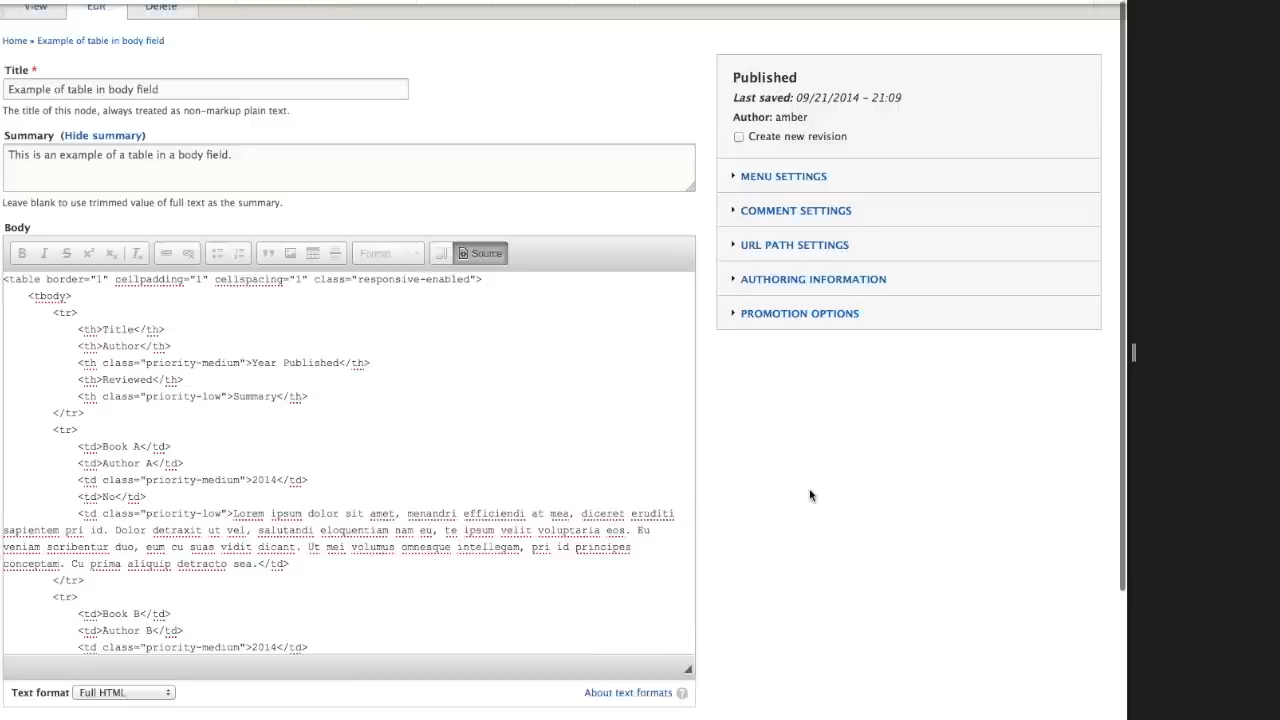 View Edit Delete
Home » Example of table in body field
Title *
Example of table in body field
The title of this node, always treated as non-markup plain text.
Summary (Hide summary)
This is an example of a table in a body field.
Leave blank to use trimmed value of full text as the summary.
Body
B I S x² x₂ Ix Format Source
<table border="1" cellpadding="1" cellspacing="1" class="responsive-enabled">
<tbody>
<tr>
<th>Title</th>
<th>Author</th>
<th class="priority-medium">Year Published</th>
<th>Reviewed</th>
<th class="priority-low">Summary</th>
</tr>
<tr>
<td>Book A</td>
<td>Author A</td>
<td class="priority-medium">2014</td>
<td>No</td>
<td class="priority-low">Lorem ipsum dolor sit amet, menandri efficiendi at mea, diceret eruditi
sapientem pri id. Dolor detraxit ut vel, salutandi eloquentiam nam eu, te ipsum velit voluptaria eos. Eu
veniam scribentur duo, eum cu suas vidit dicant. Ut mei volumus omnesque intellegam, pri id principes
conceptam. Cu prima aliquip detracto sea.</td>
</tr>
<tr>
<td>Book B</td>
<td>Author B</td>
<td class="priority-medium">2014</td>
Text format Full HTML About text formats ?
Published
Last saved: 09/21/2014 – 21:09
Author: amber
Create new revision
MENU SETTINGS
COMMENT SETTINGS
URL PATH SETTINGS
AUTHORING INFORMATION
PROMOTION OPTIONS